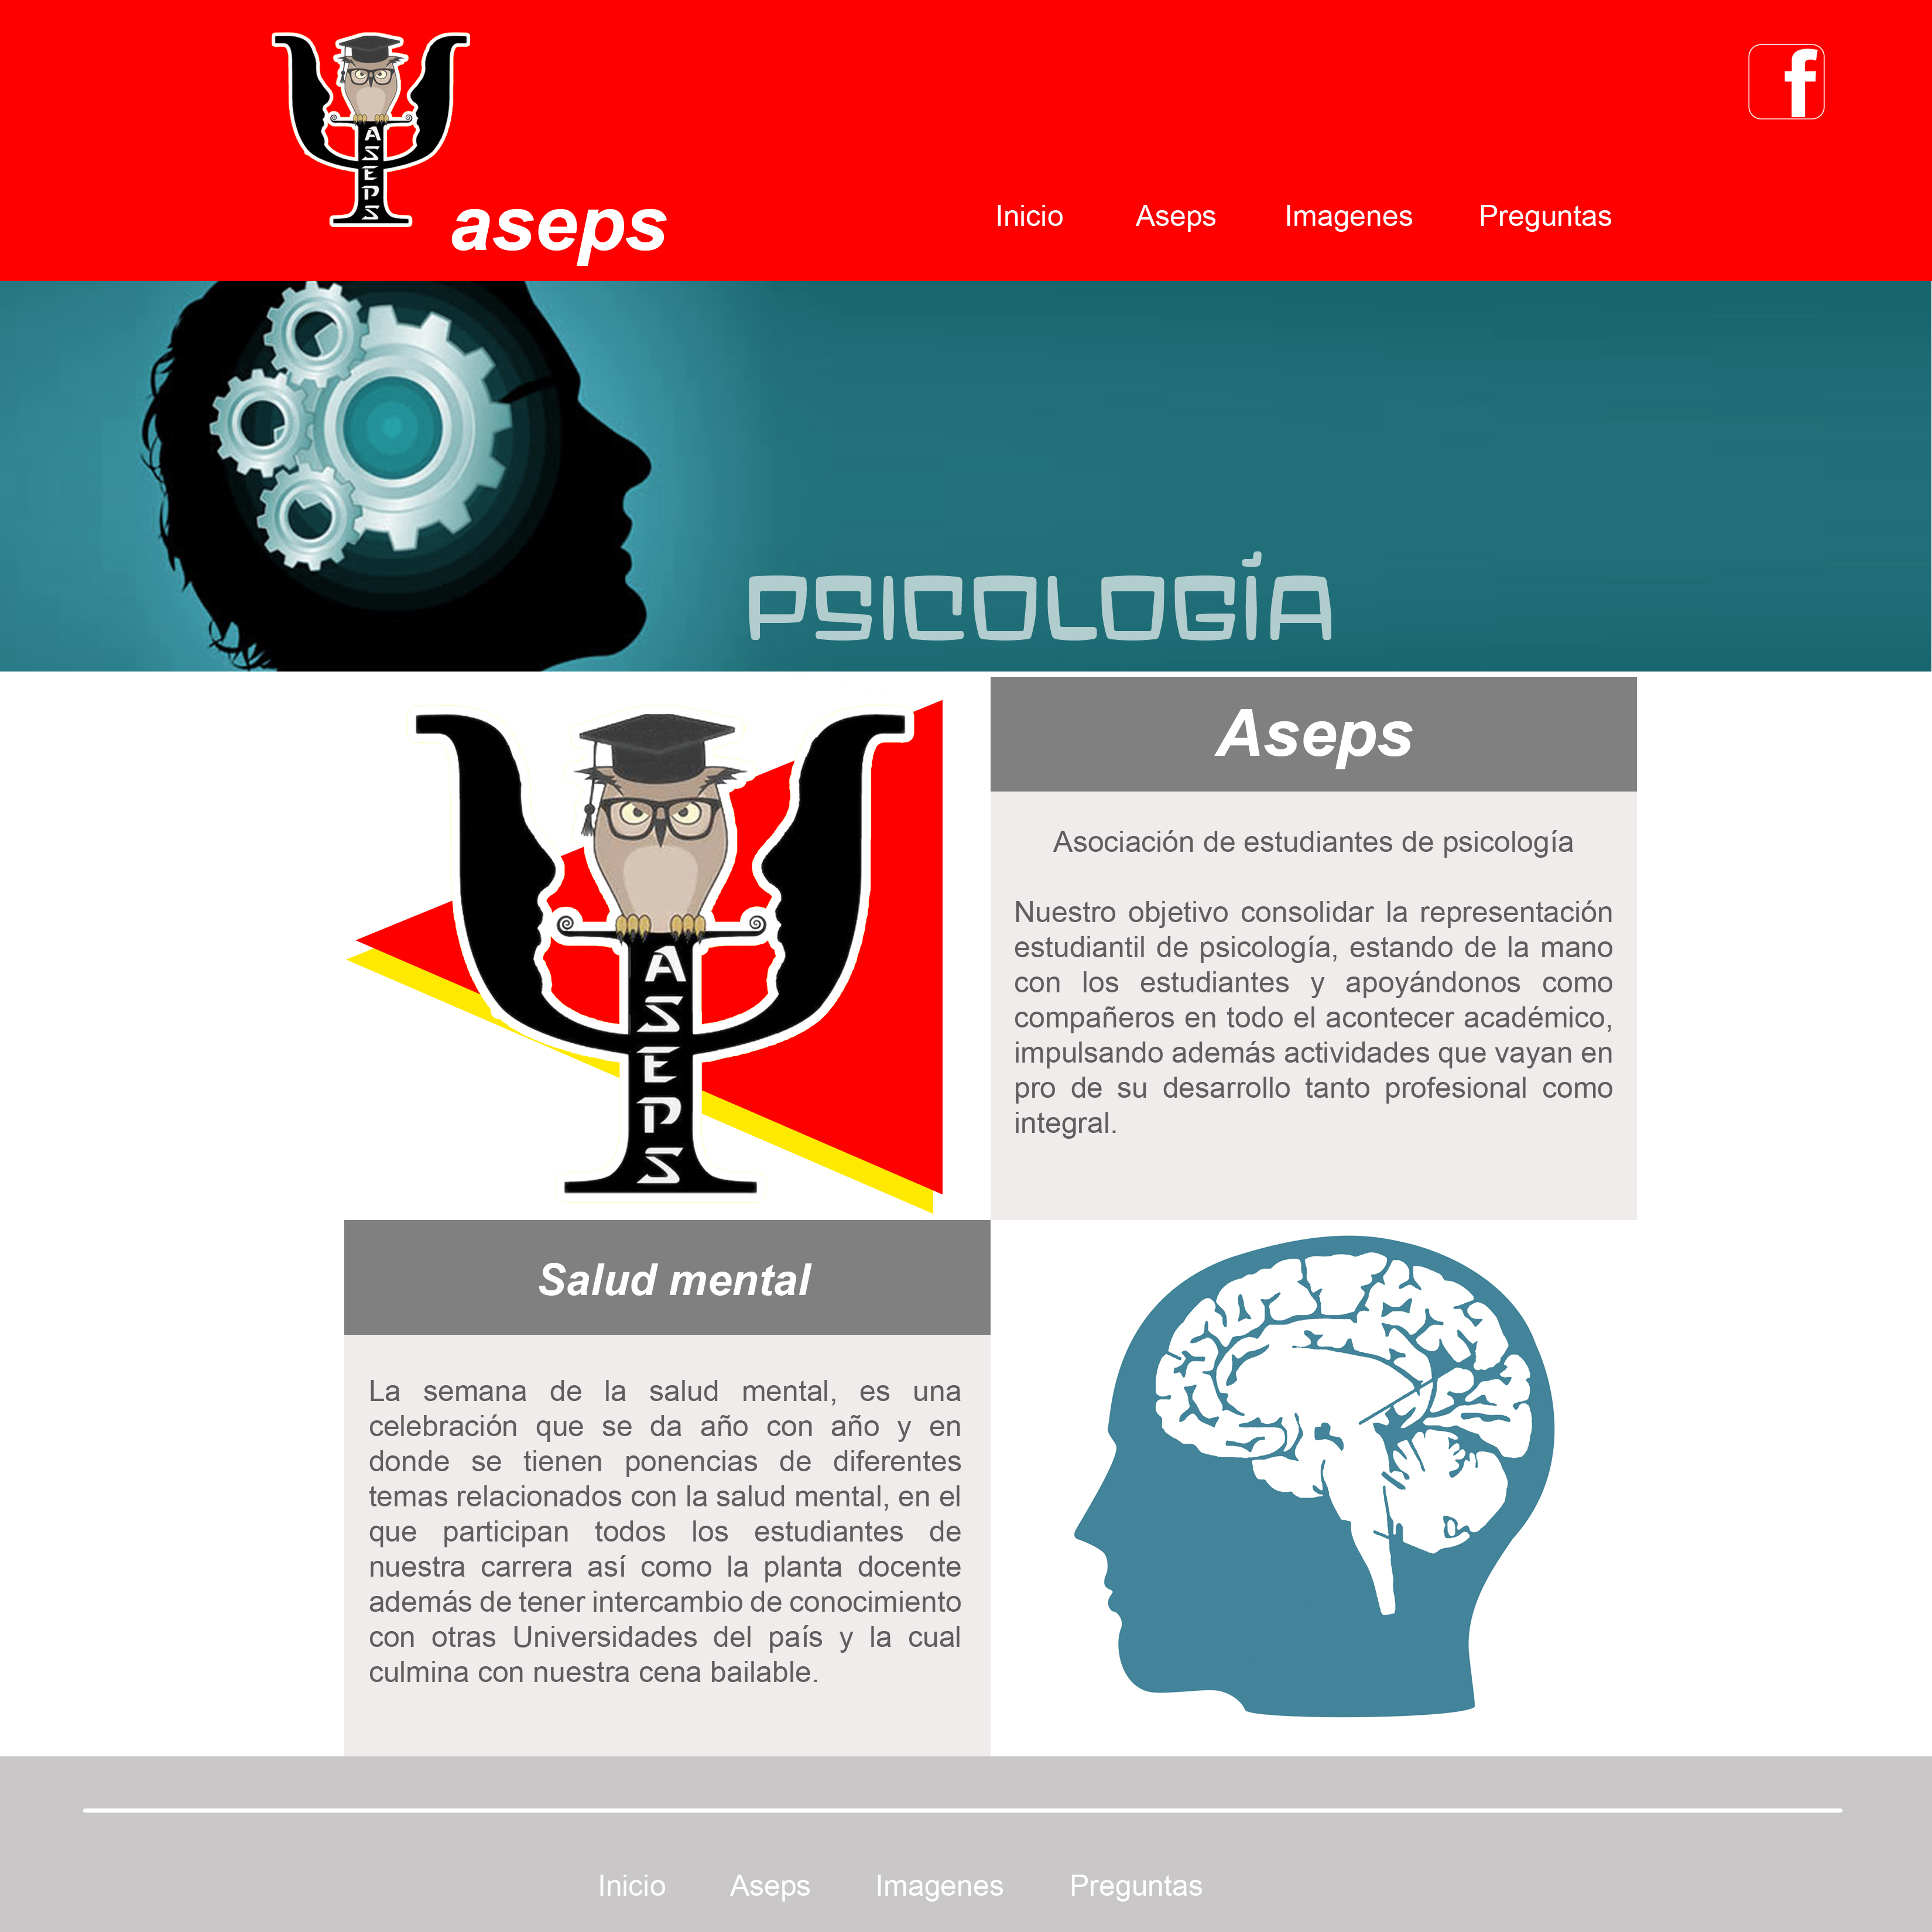 ASEPS
aseps
f
Inicio Aseps Imagenes Preguntas
PSICOLOGÍA
ASEPS
Aseps
Asociación de estudiantes de psicología
Nuestro objetivo consolidar la representación
estudiantil de psicología, estando de la mano
con los estudiantes y apoyándonos como
compañeros en todo el acontecer académico,
impulsando además actividades que vayan en
pro de su desarrollo tanto profesional como
integral.
Salud mental
La semana de la salud mental, es una
celebración que se da año con año y en
donde se tienen ponencias de diferentes
temas relacionados con la salud mental, en el
que participan todos los estudiantes de
nuestra carrera así como la planta docente
además de tener intercambio de conocimiento
con otras Universidades del país y la cual
culmina con nuestra cena bailable.
Inicio Aseps Imagenes Preguntas